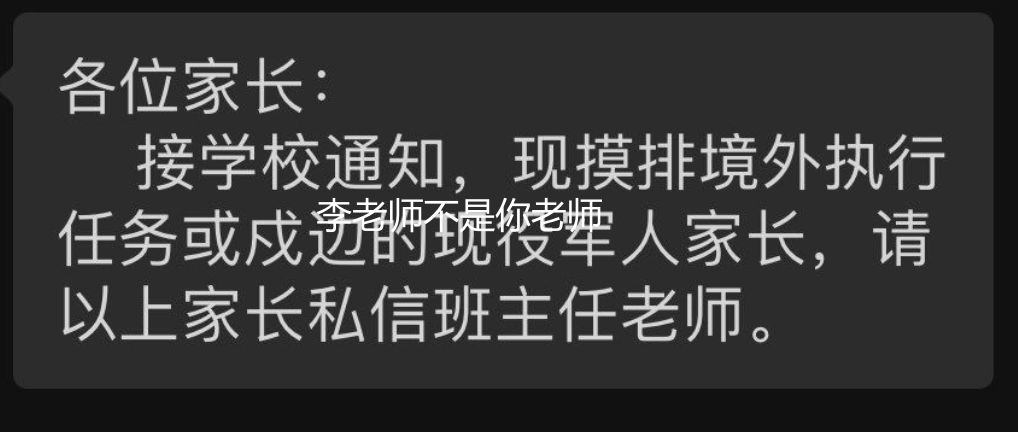 各位家长：
接学校通知，现摸排境外执行
李老师不是你老师
任务或戍边的现役军人家长，请
以上家长私信班主任老师。